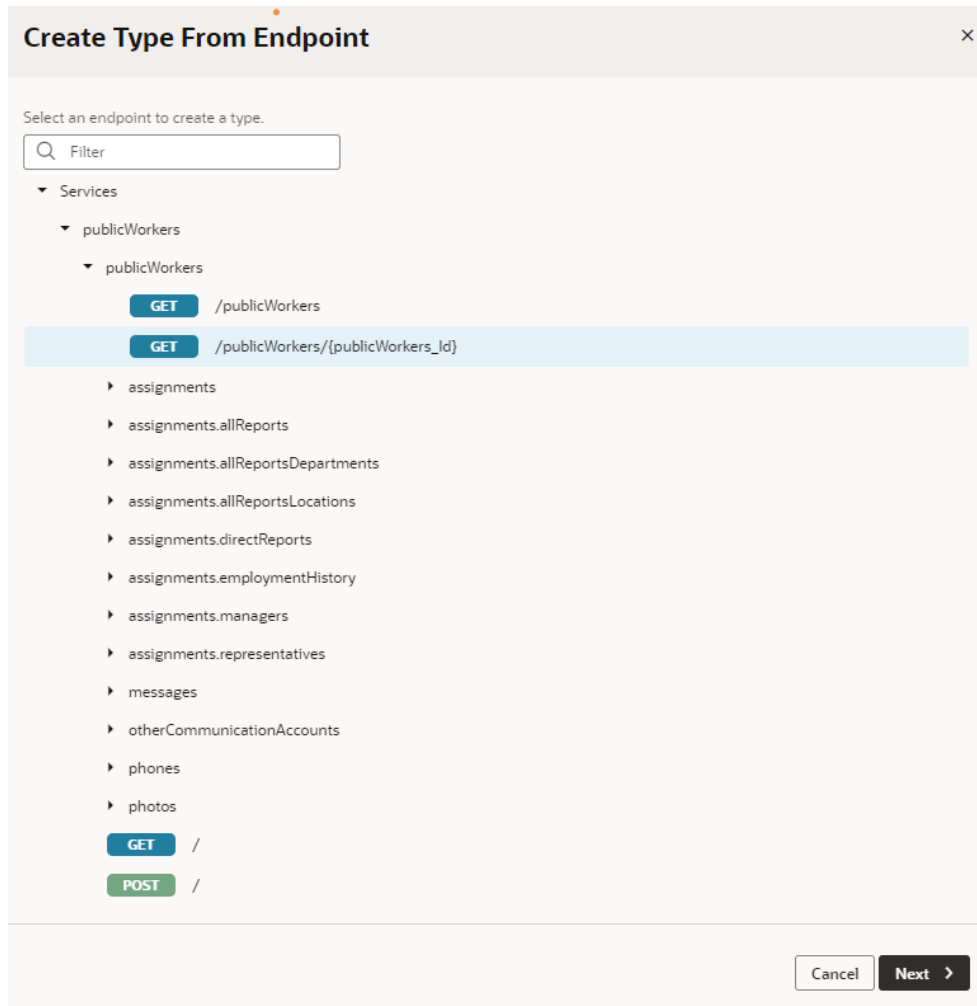 Create Type From Endpoint
Select an endpoint to create a type.
Filter
Services
publicWorkers
publicWorkers
GET /publicWorkers
GET /publicWorkers/{publicWorkers_Id}
assignments
assignments.allReports
assignments.allReportsDepartments
assignments.allReportsLocations
assignments.directReports
assignments.employmentHistory
assignments.managers
assignments.representatives
messages
otherCommunicationAccounts
phones
photos
GET /
POST /
Cancel Next